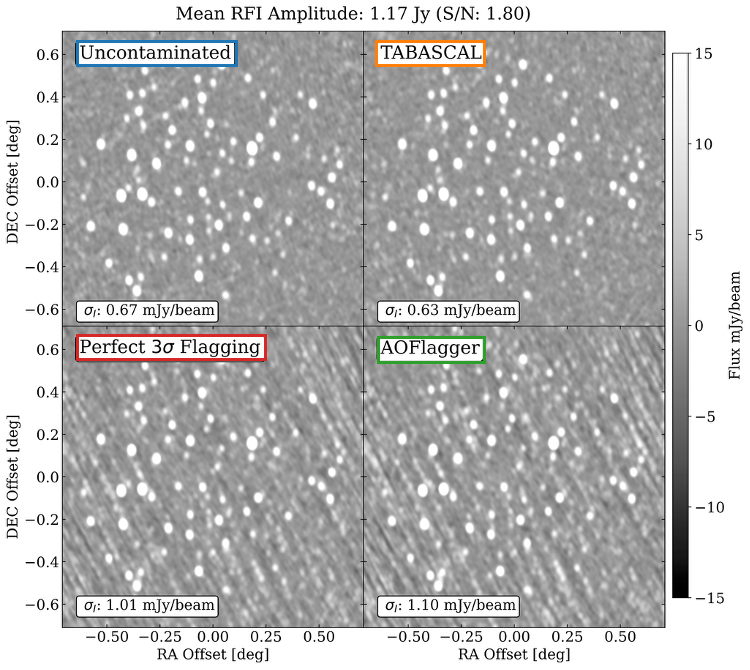 Mean RFI Amplitude: 1.17 Jy (S/N: 1.80)
Uncontaminated
TABASCAL
0.6
0.4
0.2
0.0
−0.2
−0.4
−0.6
DEC Offset [deg]
σI: 0.67 mJy/beam
σI: 0.63 mJy/beam
Perfect 3σ Flagging
AOFlagger
0.6
0.4
0.2
0.0
−0.2
−0.4
−0.6
DEC Offset [deg]
σI: 1.01 mJy/beam
σI: 1.10 mJy/beam
−0.50 −0.25 0.00 0.25 0.50
−0.50 −0.25 0.00 0.25 0.50
RA Offset [deg]
RA Offset [deg]
15
10
5
0
−5
−10
−15
Flux mJy/beam